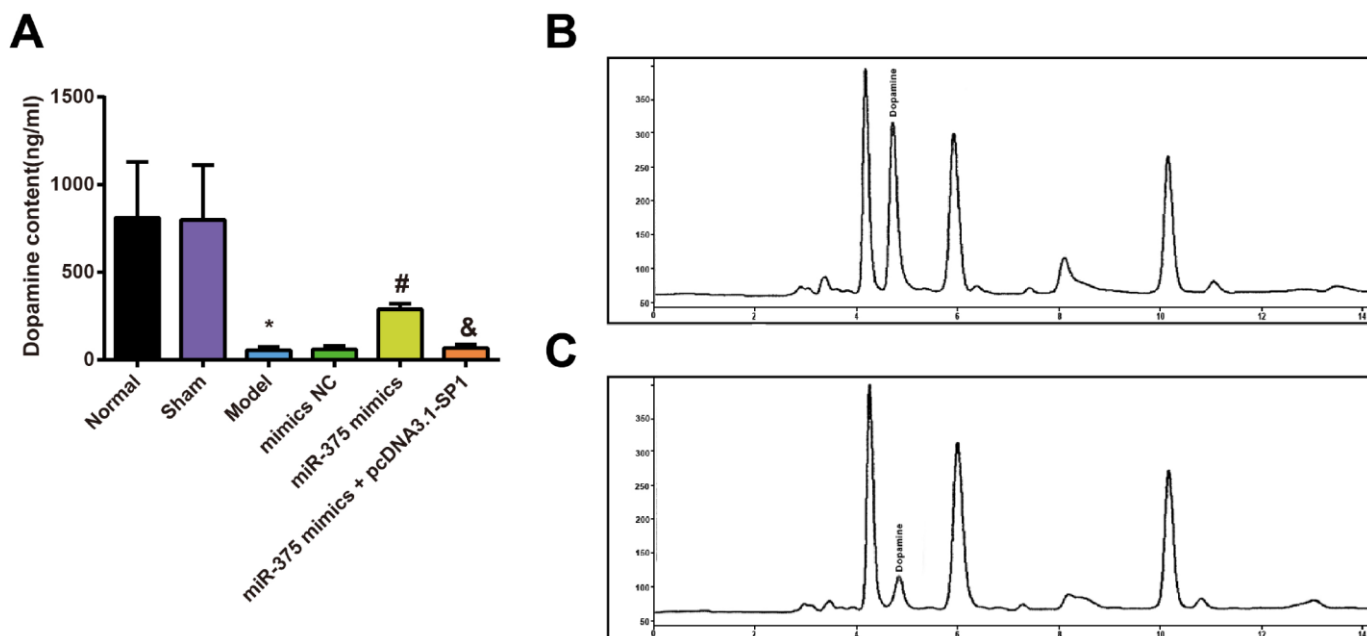 A
Dopamine content(ng/ml)
1500
1000
500
0
*
#
&
Normal
Sham
Model
mimics NC
miR-375 mimics
miR-375 mimics + pcDNA3.1-SP1
B
350
300
250
200
150
100
50
Dopamine
0 2 4 6 8 10 12 14
C
350
300
250
200
150
100
50
Dopamine
0 2 4 6 8 10 12 14